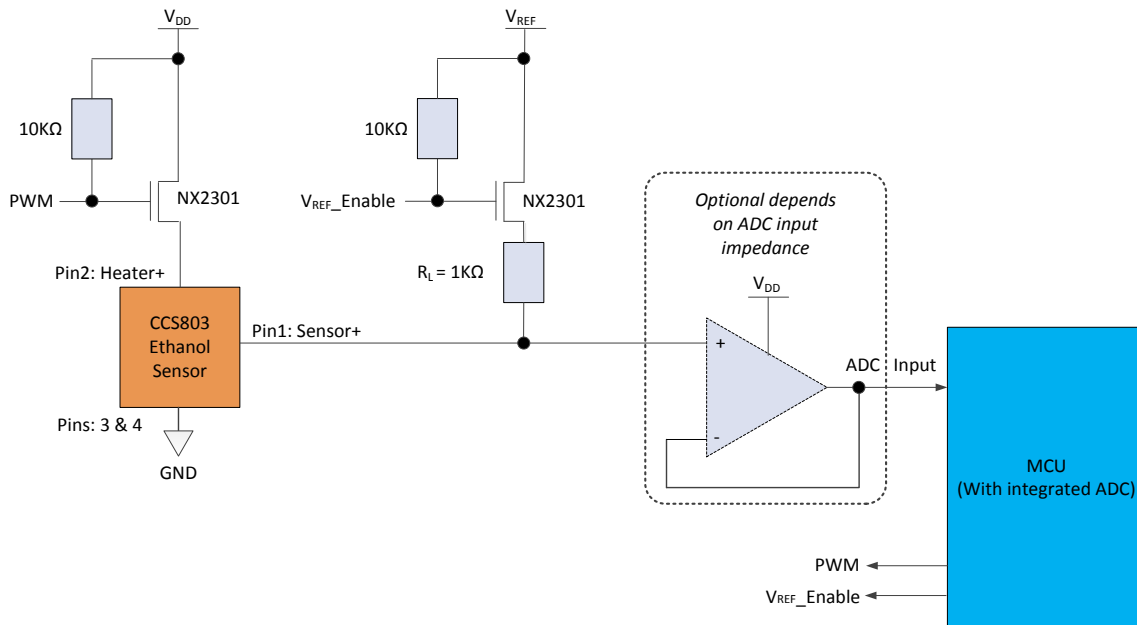 VDD
VREF
10KΩ
10KΩ
PWM
NX2301
VREF_Enable
NX2301
Optional depends
on ADC input
impedance
Pin2: Heater+
RL = 1KΩ
VDD
CCS803
Ethanol
Sensor
Pin1: Sensor+
+
ADC Input
-
Pins: 3 & 4
GND
MCU
(With integrated ADC)
PWM
VREF_Enable